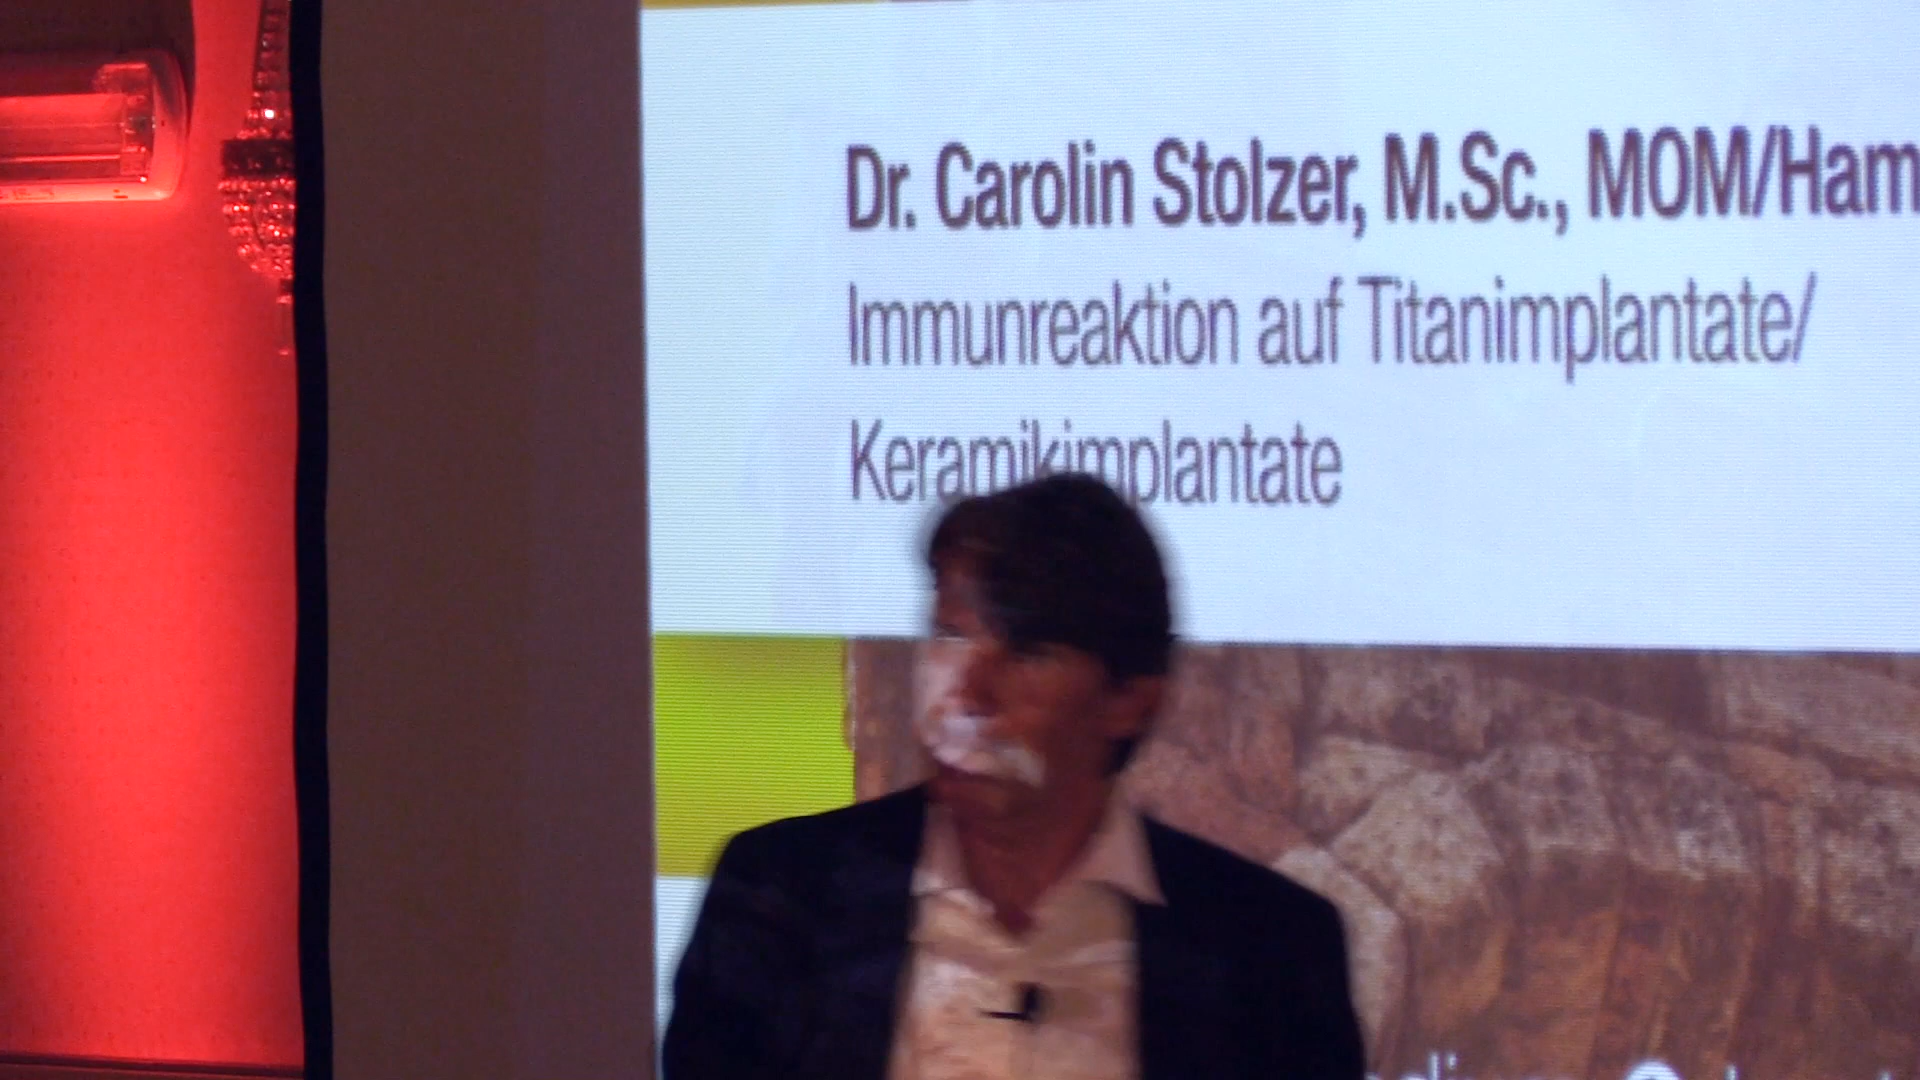 Dr. Carolin Stolzer, M.Sc., MOM/Ham
Immunreaktion auf Titanimplantate/
Keramikimplantate